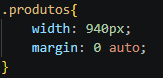 .produtos{
    width: 940px;
    margin: 0 auto;
}